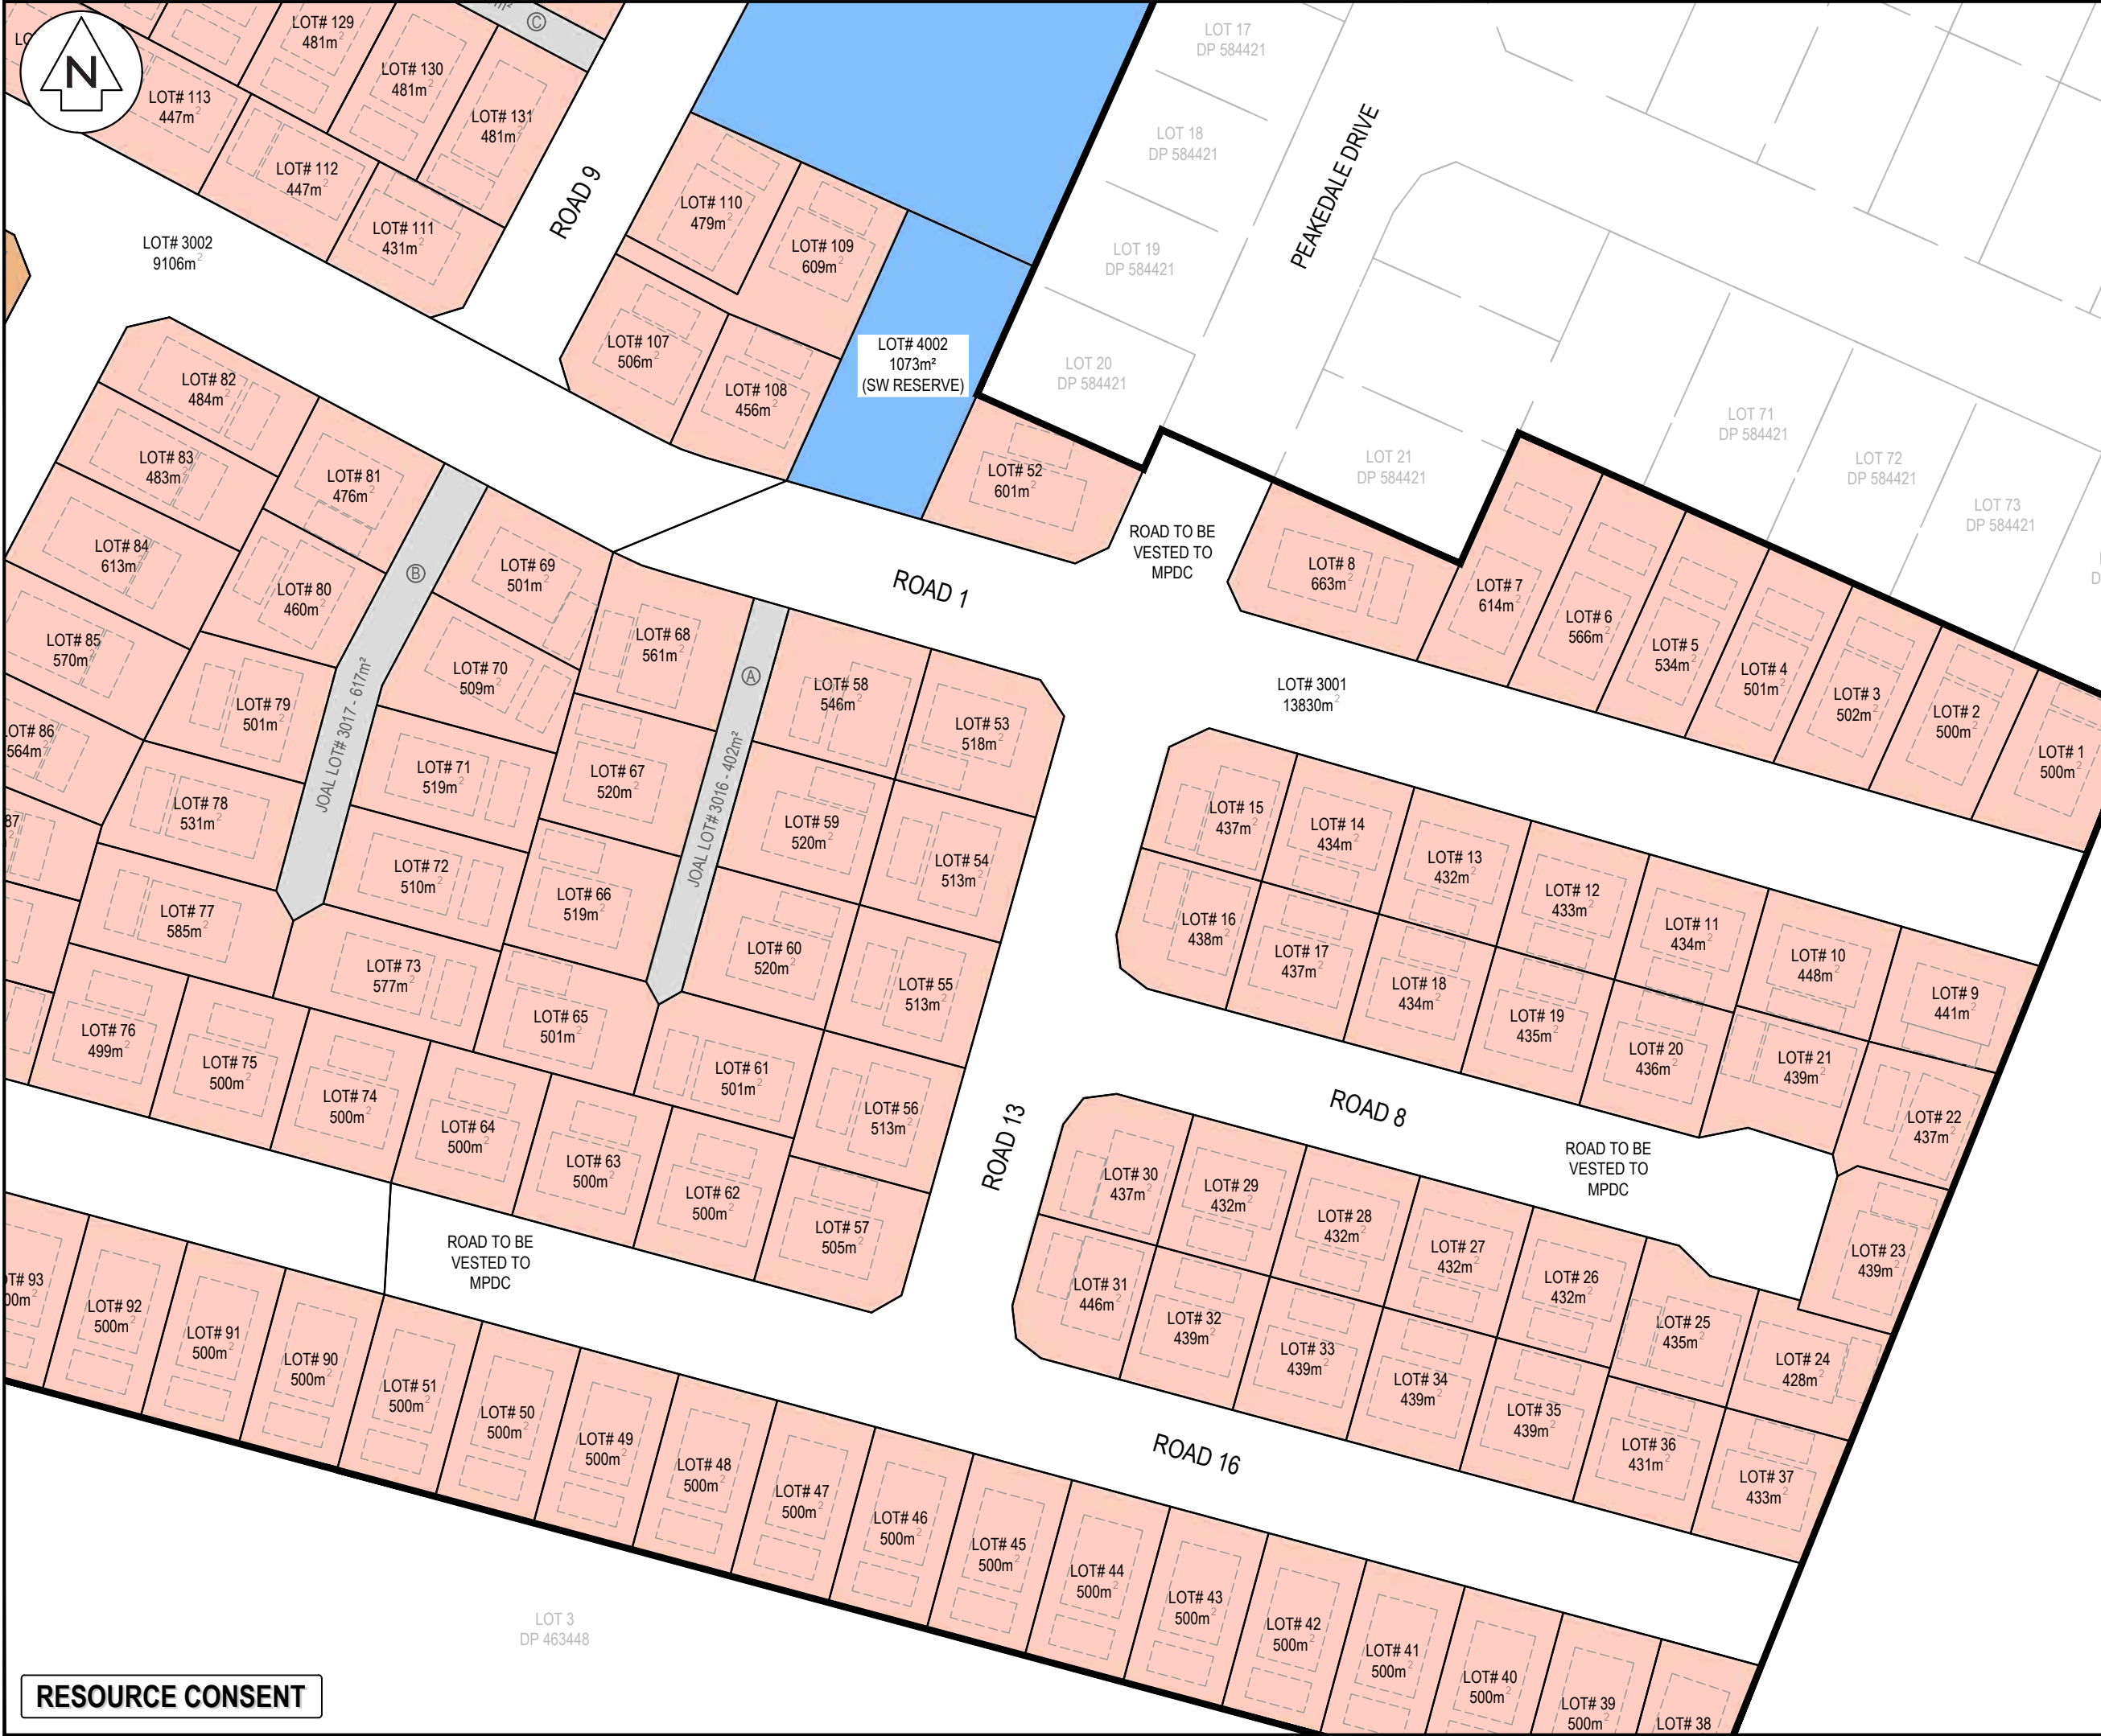 LOT# 129
481m²
LOT# 130
481m²
LOT# 131
481m²
LOT# 113
447m²
LOT# 112
447m²
LOT# 111
431m²
N
C
LOT# 3002
9106m²
ROAD 9
LOT# 110
479m²
LOT# 109
609m²
LOT# 107
506m²
LOT# 108
456m²
LOT# 4002
1073m²
(SW RESERVE)
LOT 17
DP 584421
LOT 18
DP 584421
LOT 19
DP 584421
LOT 20
DP 584421
PEAKEDALE DRIVE
LOT 21
DP 584421
LOT 71
DP 584421
LOT 72
DP 584421
LOT 73
DP 584421
LOT# 82
484m²
LOT# 83
483m²
LOT# 84
613m²
LOT# 85
570m²
LOT# 86
564m²
87
LOT# 81
476m²
LOT# 80
460m²
LOT# 79
501m²
LOT# 78
531m²
LOT# 77
585m²
LOT# 76
499m²
LOT# 75
500m²
LOT# 74
500m²
B
JOAL LOT# 3017 - 617m²
LOT# 69
501m²
LOT# 70
509m²
LOT# 71
519m²
LOT# 72
510m²
LOT# 73
577m²
LOT# 68
561m²
LOT# 67
520m²
LOT# 66
519m²
LOT# 65
501m²
LOT# 64
500m²
LOT# 63
500m²
LOT# 62
500m²
A
JOAL LOT# 3016 - 402m²
LOT# 58
546m²
LOT# 59
520m²
LOT# 60
520m²
LOT# 61
501m²
LOT# 53
518m²
LOT# 54
513m²
LOT# 55
513m²
LOT# 56
513m²
LOT# 57
505m²
ROAD 1
LOT# 52
601m²
ROAD TO BE
VESTED TO
MPDC
LOT# 8
663m²
LOT# 7
614m²
LOT# 6
566m²
LOT# 5
534m²
LOT# 4
501m²
LOT# 3
502m²
LOT# 2
500m²
LOT# 1
500m²
LOT# 3001
13830m²
LOT# 15
437m²
LOT# 14
434m²
LOT# 13
432m²
LOT# 12
433m²
LOT# 11
434m²
LOT# 10
448m²
LOT# 9
441m²
LOT# 16
438m²
LOT# 17
437m²
LOT# 18
434m²
LOT# 19
435m²
LOT# 20
436m²
LOT# 21
439m²
LOT# 22
437m²
ROAD 8
ROAD TO BE
VESTED TO
MPDC
LOT# 23
439m²
ROAD 13
LOT# 30
437m²
LOT# 29
432m²
LOT# 28
432m²
LOT# 27
432m²
LOT# 26
432m²
LOT# 25
435m²
LOT# 24
428m²
LOT# 31
446m²
LOT# 32
439m²
LOT# 33
439m²
LOT# 34
439m²
LOT# 35
439m²
LOT# 36
431m²
LOT# 37
433m²
ROAD 16
ROAD TO BE
VESTED TO
MPDC
LOT# 92
500m²
LOT# 91
500m²
LOT# 90
500m²
LOT# 51
500m²
LOT# 50
500m²
LOT# 49
500m²
LOT# 48
500m²
LOT# 47
500m²
LOT# 46
500m²
LOT# 45
500m²
LOT# 44
500m²
LOT# 43
500m²
LOT# 42
500m²
LOT# 41
500m²
LOT# 40
500m²
LOT# 39
500m²
LOT# 38
LOT 3
DP 463448
RESOURCE CONSENT